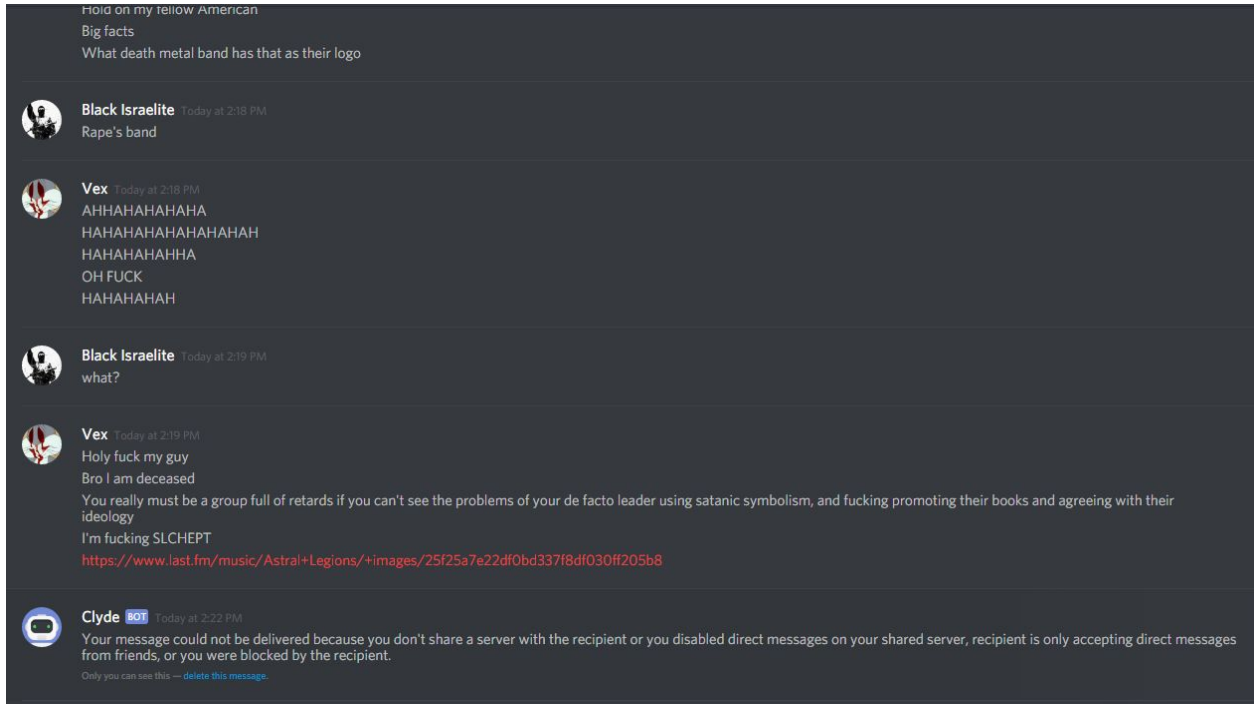 Hold on my fellow American
Big facts
What death metal band has that as their logo
Black Israelite Today at 2:18 PM
Rape's band
Vex Today at 2:18 PM
AHHAHAHAHAHA
HAHAHAHAHAHAHAHAH
HAHAHAHAHHA
OH FUCK
HAHAHAHAH
Black Israelite Today at 2:19 PM
what?
Vex Today at 2:19 PM
Holy fuck my guy
Bro I am deceased
You really must be a group full of retards if you can't see the problems of your de facto leader using satanic symbolism, and fucking promoting their books and agreeing with their
ideology
I'm fucking SLCHEPT
https://www.last.fm/music/Astral+Legions/+images/25f25a7e22df0bd337f8df030ff205b8
Clyde BOT Today at 2:22 PM
Your message could not be delivered because you don't share a server with the recipient or you disabled direct messages on your shared server, recipient is only accepting direct messages
from friends, or you were blocked by the recipient.
Only you can see this — delete this message.